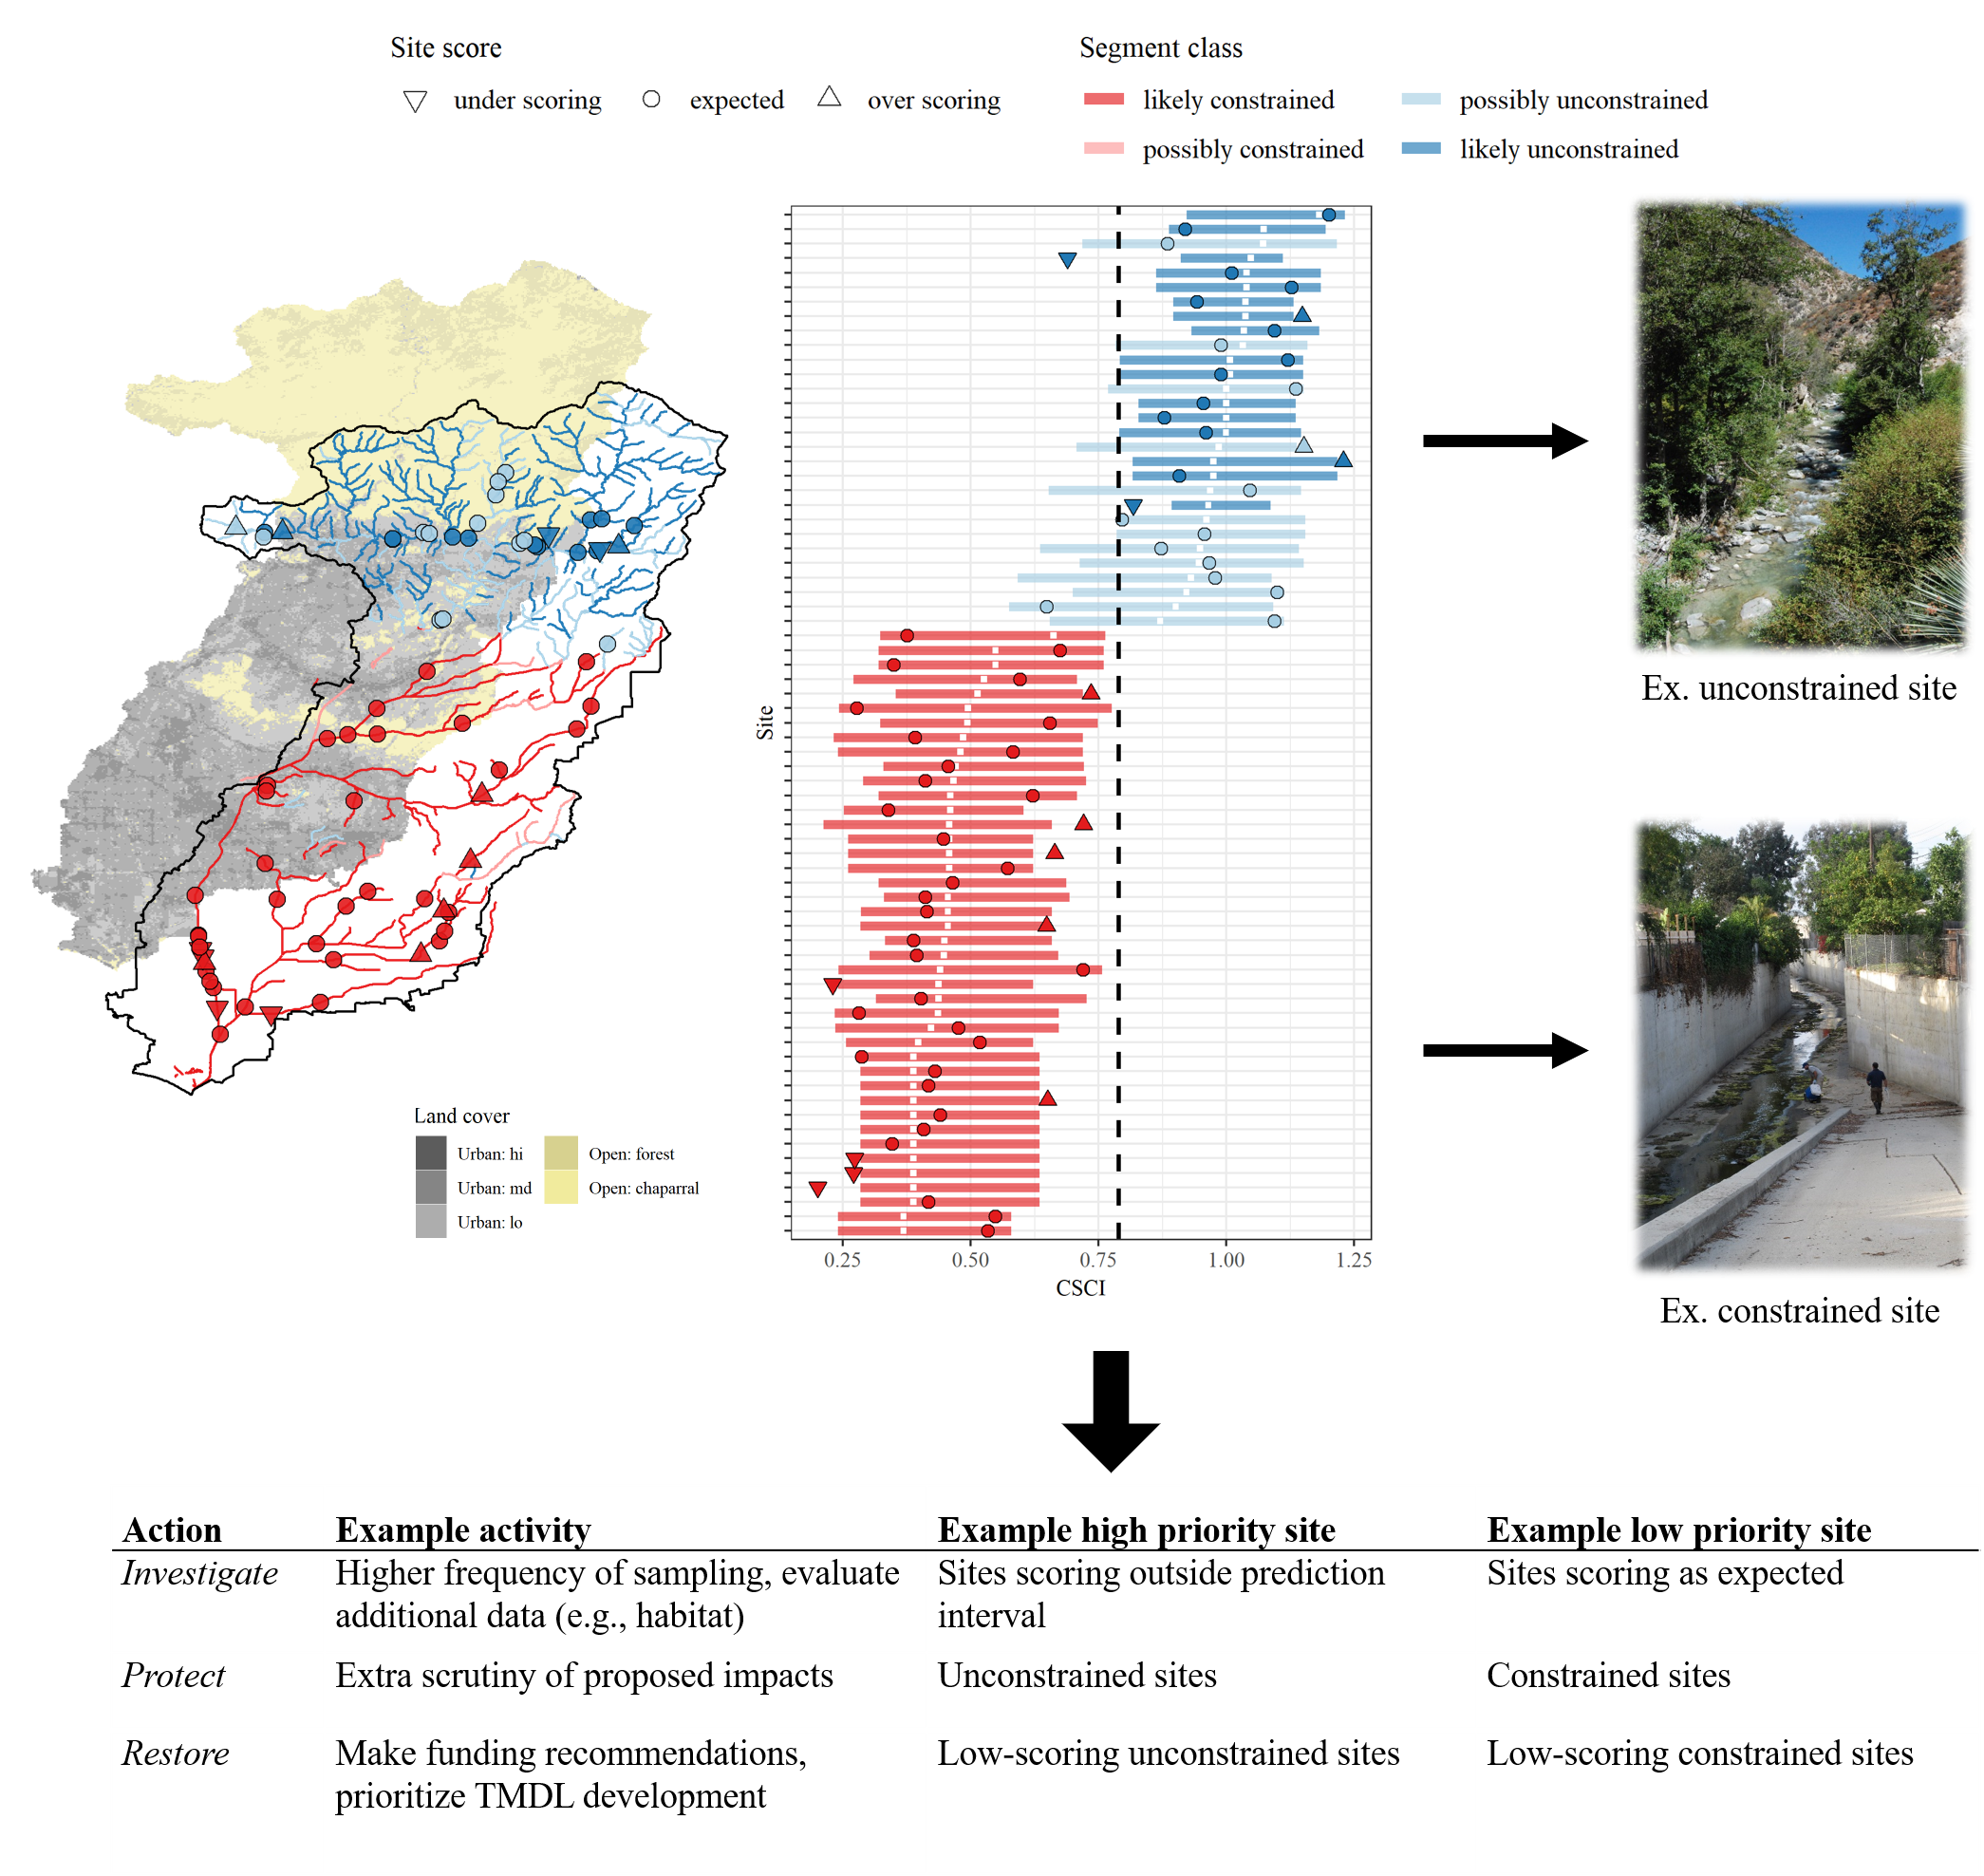 Site score
under scoring
expected
over scoring
Segment class
likely constrained
possibly unconstrained
possibly constrained
likely unconstrained
Site
0.25
0.50
0.75
1.00
1.25
CSCI
Land cover
Urban: hi
Open: forest
Urban: md
Open: chaparral
Urban: lo
Ex. unconstrained site
Ex. constrained site
Action
Example activity
Example high priority site
Example low priority site
Investigate
Higher frequency of sampling, evaluate
additional data (e.g., habitat)
Sites scoring outside prediction
interval
Sites scoring as expected
Protect
Extra scrutiny of proposed impacts
Unconstrained sites
Constrained sites
Restore
Make funding recommendations,
prioritize TMDL development
Low-scoring unconstrained sites
Low-scoring constrained sites